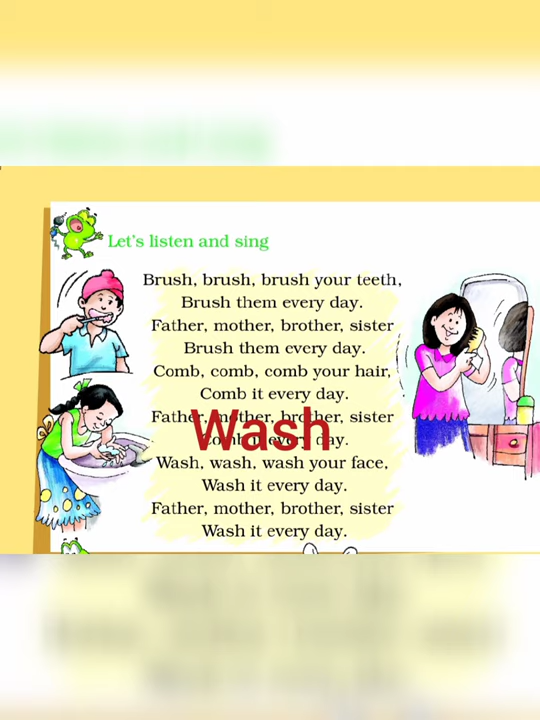 Let's listen and sing
Brush, brush, brush your teeth,
Brush them every day.
Father, mother, brother, sister
Brush them every day.
Comb, comb, comb your hair,
Comb it every day.
Father, mother, brother, sister
Comb it every day.
Wash
Wash, wash, wash your face,
Wash it every day.
Father, mother, brother, sister
Wash it every day.